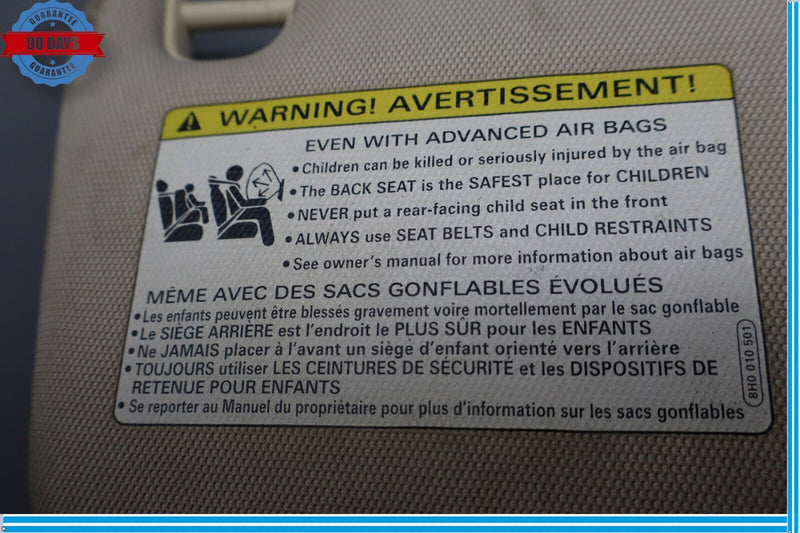 GUARANTEE
90 DAYS
GUARANTEE
WARNING! AVERTISSEMENT!
EVEN WITH ADVANCED AIR BAGS
•Children can be killed or seriously injured by the air bag
•The BACK SEAT is the SAFEST place for CHILDREN
•NEVER put a rear-facing child seat in the front
•ALWAYS use SEAT BELTS and CHILD RESTRAINTS
•See owner's manual for more information about air bags
MÊME AVEC DES SACS GONFLABLES ÉVOLUÉS
•Les enfants peuvent être blessés gravement voire mortellement par le sac gonflable
•Le SIEGE ARRIÈRE est l'endroit le PLUS SÛR pour les ENFANTS
•Ne JAMAIS placer à l'avant un siège d'enfant orienté vers l'arrière
•TOUJOURS utiliser LES CEINTURES DE SÉCURITÉ et les DISPOSITIFS DE
RETENUE POUR ENFANTS
•Se reporter au Manuel du propriétaire pour plus d'information sur les sacs gonflables
8H0 010 501